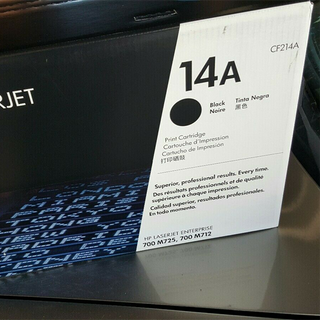 RJET
14A
CF214A
Black Tinta Negra
Noire 黑色
Print Cartridge
Cartouche d'Impression
Cartucho de Impresión
打印硒鼓
Superior, professional results. Every time.
Des résultats professionnels et de qualité
supérieure à chaque impression.
Calidad superior, resultados profesionales.
En todo momento.
HP LASERJET ENTERPRISE
700 M725, 700 M712